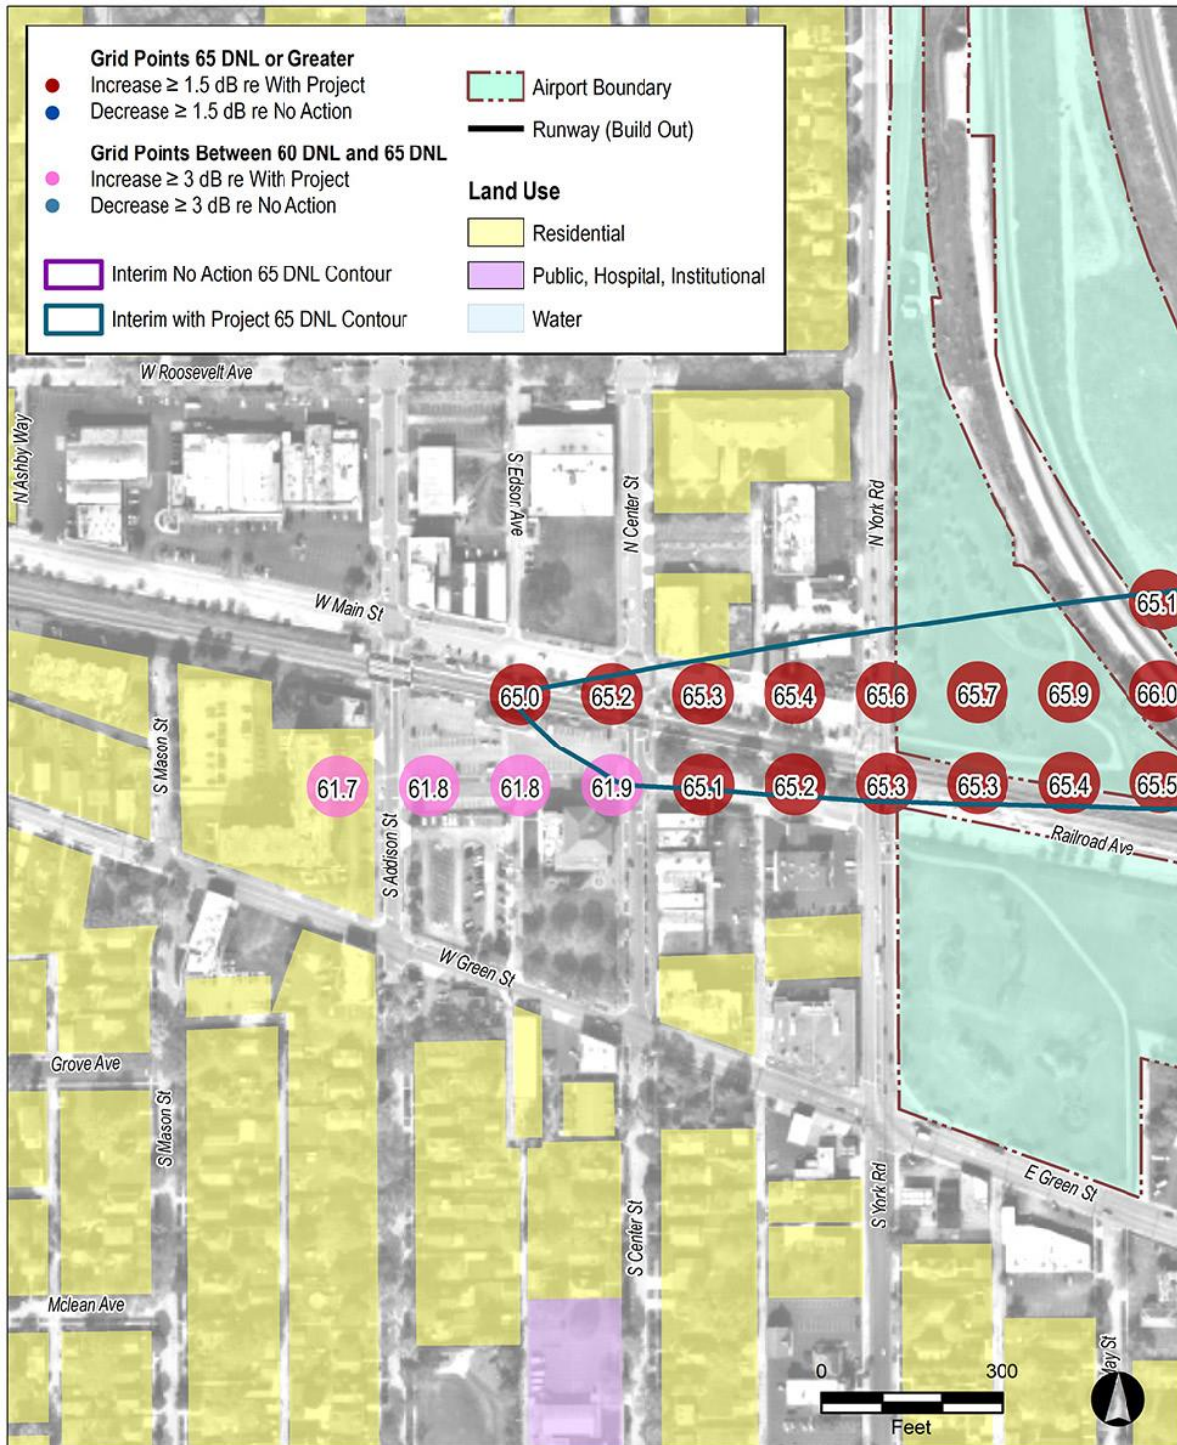 Grid Points 65 DNL or Greater
Increase ≥ 1.5 dB re With Project
Decrease ≥ 1.5 dB re No Action
Grid Points Between 60 DNL and 65 DNL
Increase ≥ 3 dB re With Project
Decrease ≥ 3 dB re No Action
Interim No Action 65 DNL Contour
Interim with Project 65 DNL Contour
Airport Boundary
Runway (Build Out)
Land Use
Residential
Public, Hospital, Institutional
Water
W Roosevelt Ave
N Ashby Way
S Edson Ave
N Center St
N York Rd
W Main St
65.1
65.0
65.2
65.3
65.4
65.6
65.7
65.9
66.0
S Mason St
61.7
61.8
61.8
61.9
65.1
65.2
65.3
65.3
65.4
65.5
S Addison St
Railroad Ave
W Green St
Grove Ave
S Mason St
S Center St
S York Rd
E Green St
Mclean Ave
May St
0 300
Feet